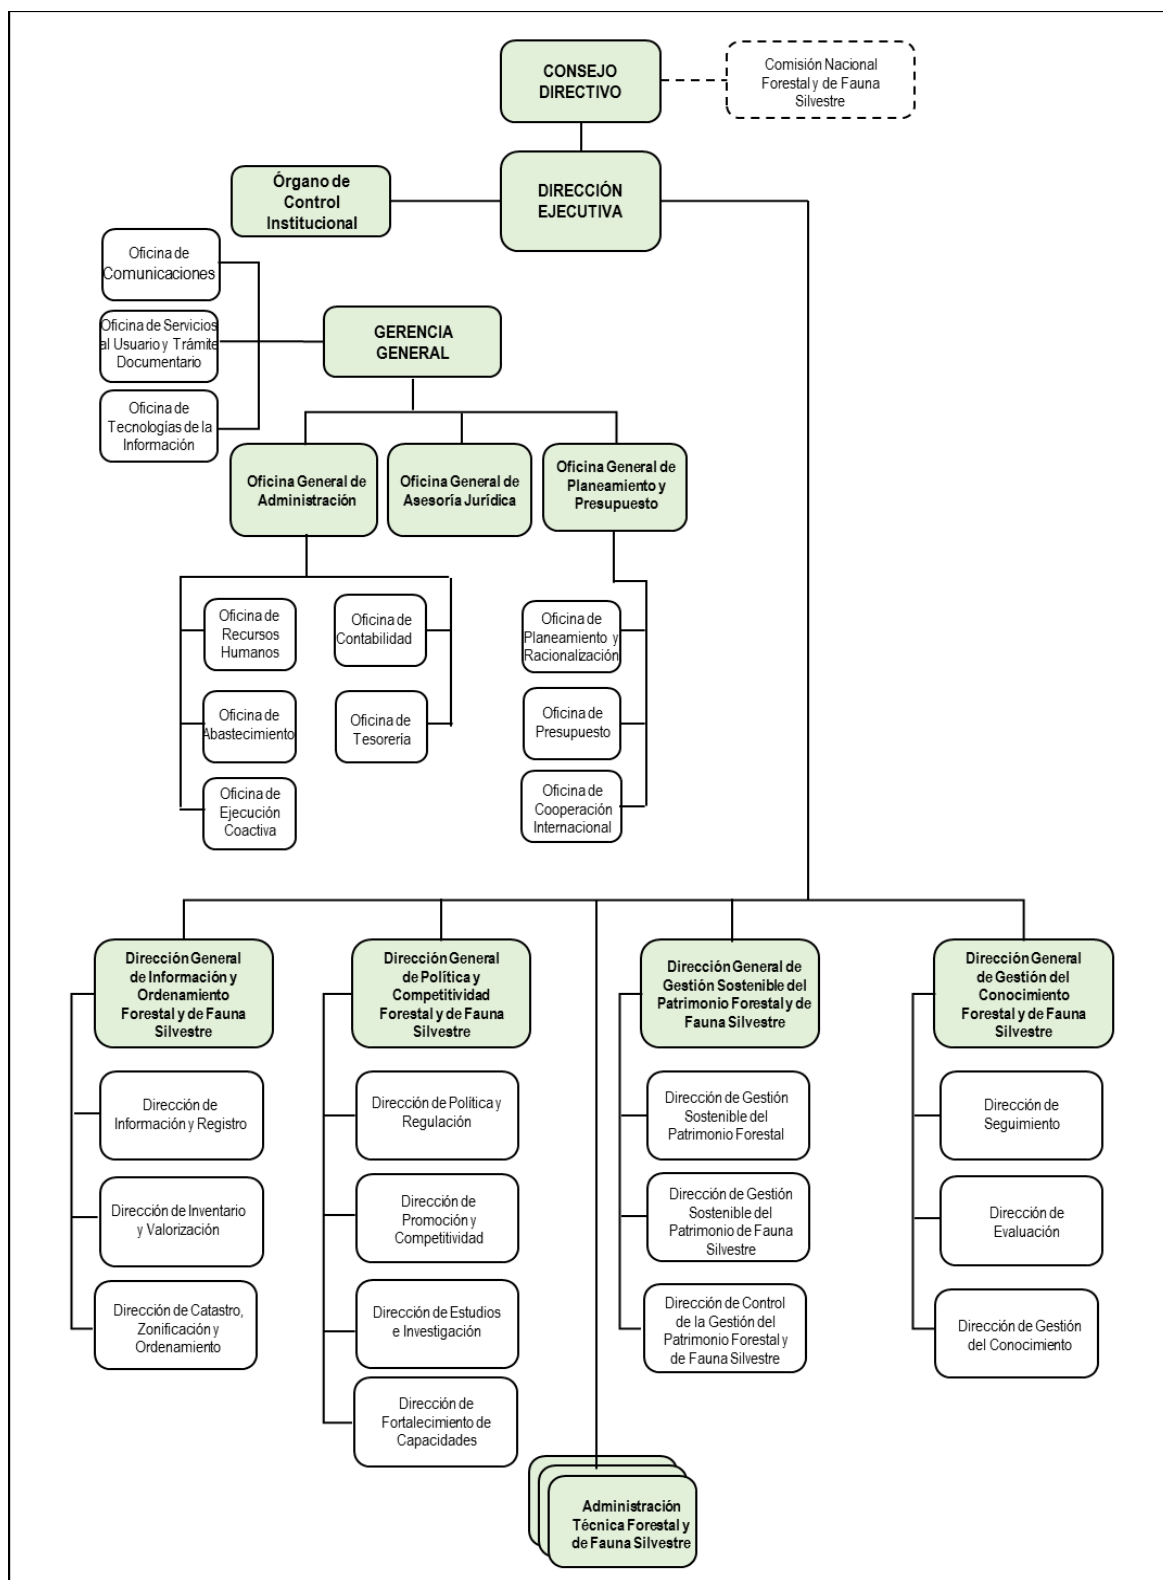 CONSEJO
DIRECTIVO
Comisión Nacional
Forestal y de Fauna
Silvestre
Órgano de
Control
Institucional
DIRECCIÓN
EJECUTIVA
Oficina de
Comunicaciones
Oficina de Servicios
al Usuario y Trámite
Documentario
Oficina de
Tecnologías de la
Información
GERENCIA
GENERAL
Oficina General de
Administración
Oficina General de
Asesoría Jurídica
Oficina General de
Planeamiento y
Presupuesto
Oficina de
Recursos
Humanos
Oficina de
Contabilidad
Oficina de
Planeamiento y
Racionalización
Oficina de
Abastecimiento
Oficina de
Tesorería
Oficina de
Presupuesto
Oficina de
Ejecución
Coactiva
Oficina de
Cooperación
Internacional
Dirección General
de Información y
Ordenamiento
Forestal y de Fauna
Silvestre
Dirección General
de Política y
Competitividad
Forestal y de Fauna
Silvestre
Dirección General de
Gestión Sostenible del
Patrimonio Forestal y de
Fauna Silvestre
Dirección General
de Gestión del
Conocimiento
Forestal y de Fauna
Silvestre
Dirección de
Información y Registro
Dirección de Política y
Regulación
Dirección de Gestión
Sostenible del
Patrimonio Forestal
Dirección de
Seguimiento
Dirección de Inventario
y Valorización
Dirección de
Promoción y
Competitividad
Dirección de Gestión
Sostenible del
Patrimonio de Fauna
Silvestre
Dirección de
Evaluación
Dirección de Catastro,
Zonificación y
Ordenamiento
Dirección de Estudios
e Investigación
Dirección de Control
de la Gestión del
Patrimonio Forestal y
de Fauna Silvestre
Dirección de Gestión
del Conocimiento
Dirección de
Fortalecimiento de
Capacidades
Administración
Técnica Forestal y
de Fauna Silvestre